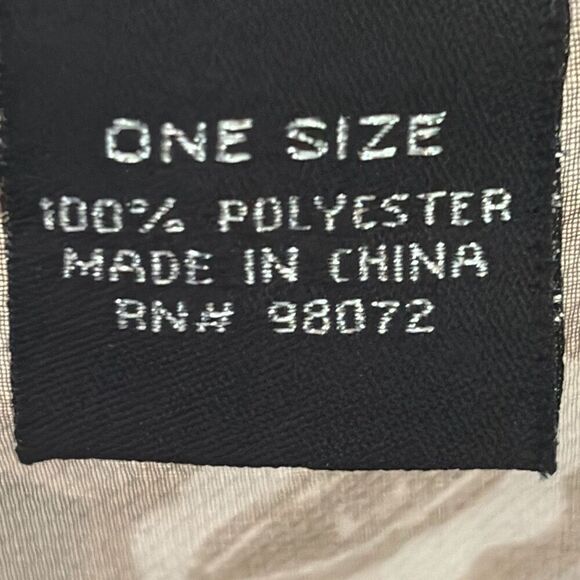 ONE SIZE
100% POLYESTER
MADE IN CHINA
RN# 98072